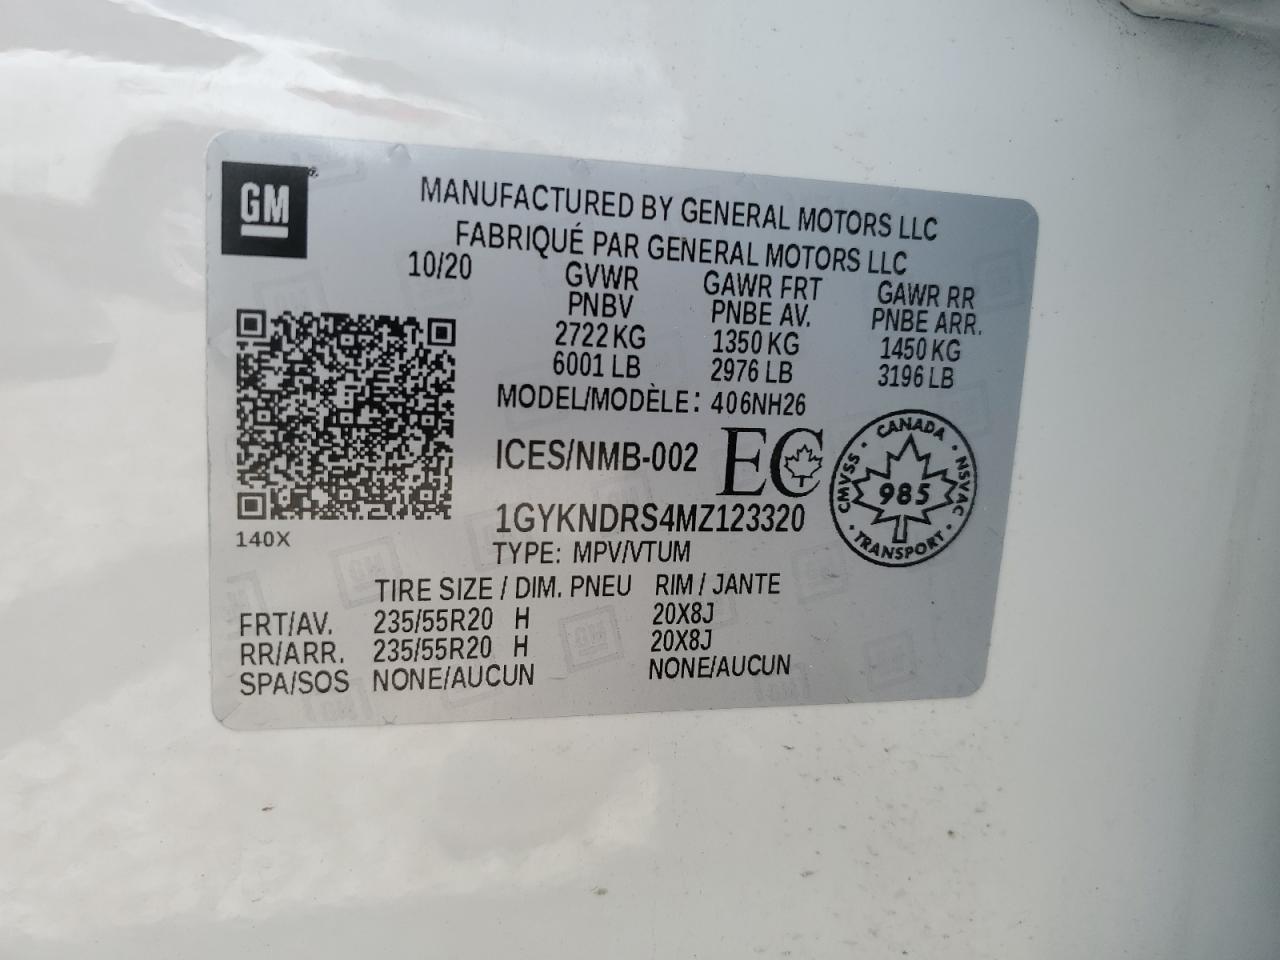 GM
MANUFACTURED BY GENERAL MOTORS LLC
FABRIQUÉ PAR GENERAL MOTORS LLC
10/20
GVWR GAWR FRT GAWR RR
PNBV PNBE AV. PNBE ARR.
2722 KG 1350 KG 1450 KG
6001 LB 2976 LB 3196 LB
MODEL/MODÈLE: 406NH26
ICES/NMB-002 EC
1GYKNDRS4MZ123320
TYPE: MPV/VTUM
CANADA
CMVSS · NSVAC
985
· TRANSPORT ·
140X
TIRE SIZE / DIM. PNEU RIM / JANTE
FRT/AV. 235/55R20 H 20X8J
RR/ARR. 235/55R20 H 20X8J
SPA/SOS NONE/AUCUN NONE/AUCUN